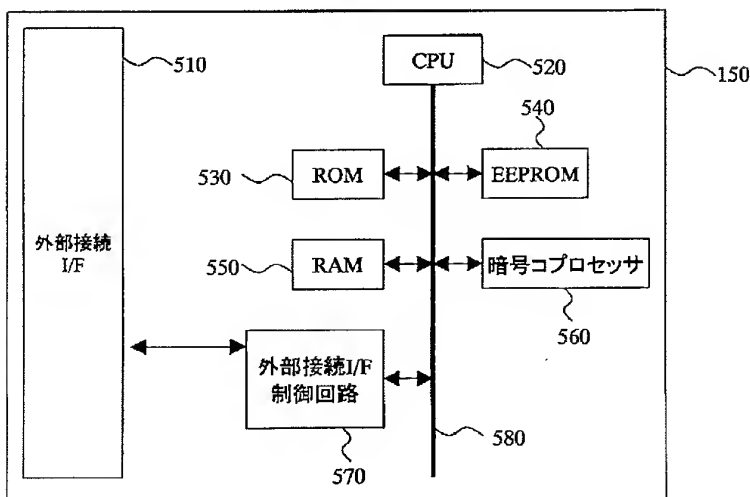 510
CPU
520
150
540
530
ROM
EEPROM
外部接続
I/F
550
RAM
暗号コプロセッサ
560
外部接続I/F
制御回路
570
580